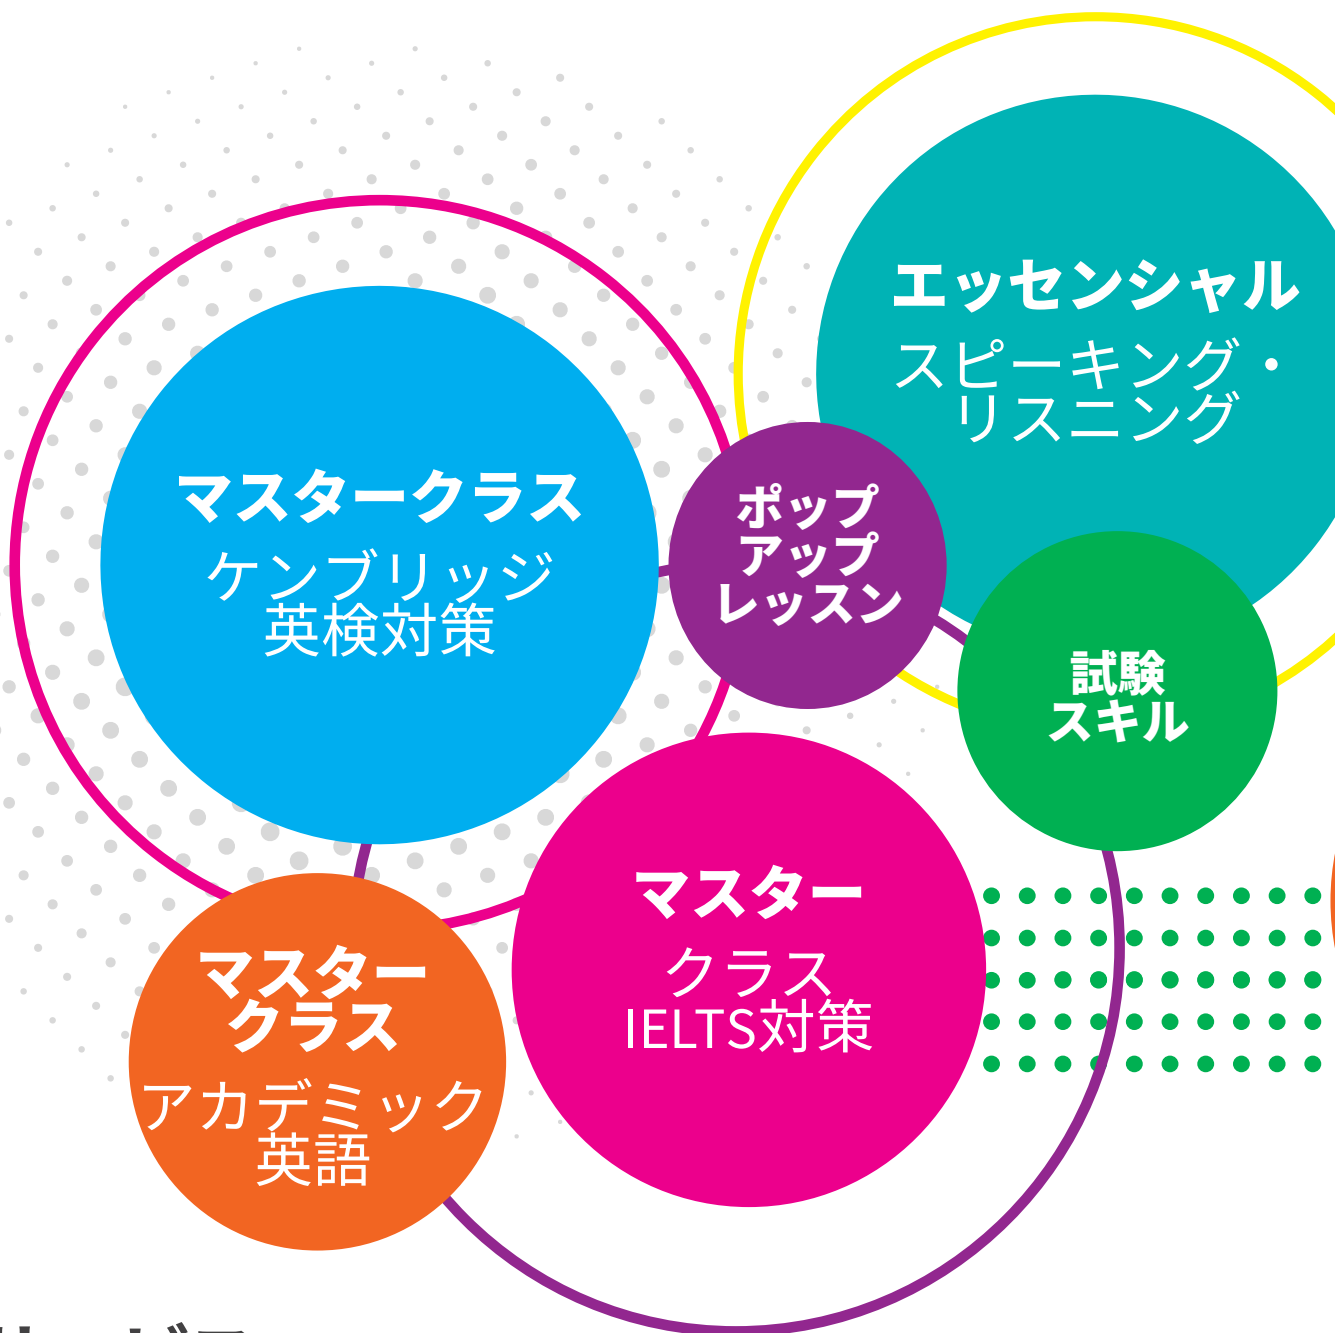 エッセンシャル
スピーキング・
リスニング
マスタークラス
ケンブリッジ
英検対策
ポップ
アップ
レッスン
試験
スキル
マスター
クラス
IELTS対策
マスター
クラス
アカデミック
英語